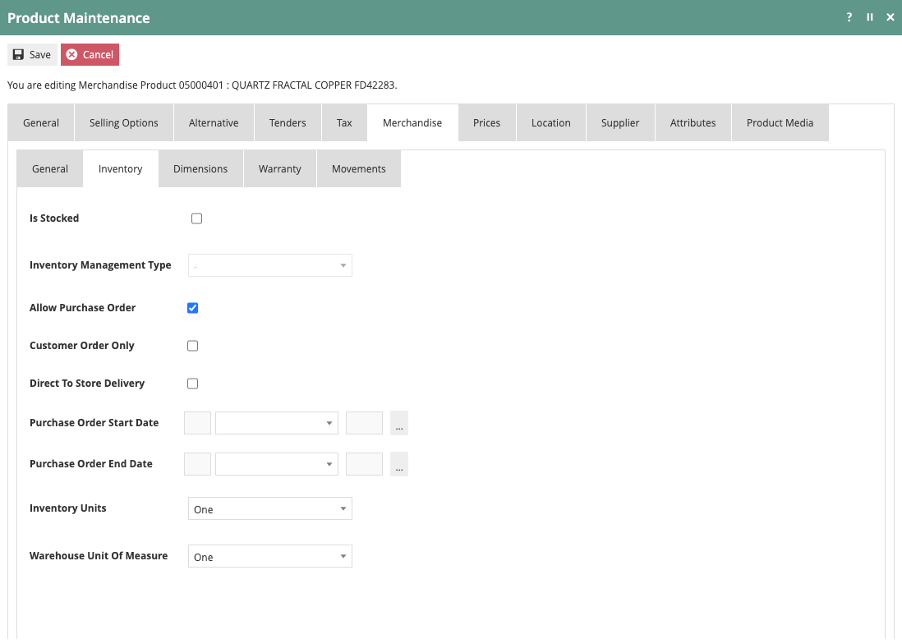 Product Maintenance ? II ×
Save Cancel
You are editing Merchandise Product 05000401 : QUARTZ FRACTAL COPPER FD42283.
General Selling Options Alternative Tenders Tax Merchandise Prices Location Supplier Attributes Product Media
General Inventory Dimensions Warranty Movements
Is Stocked
Inventory Management Type .
Allow Purchase Order
Customer Order Only
Direct To Store Delivery
Purchase Order Start Date ...
Purchase Order End Date ...
Inventory Units One
Warehouse Unit Of Measure One